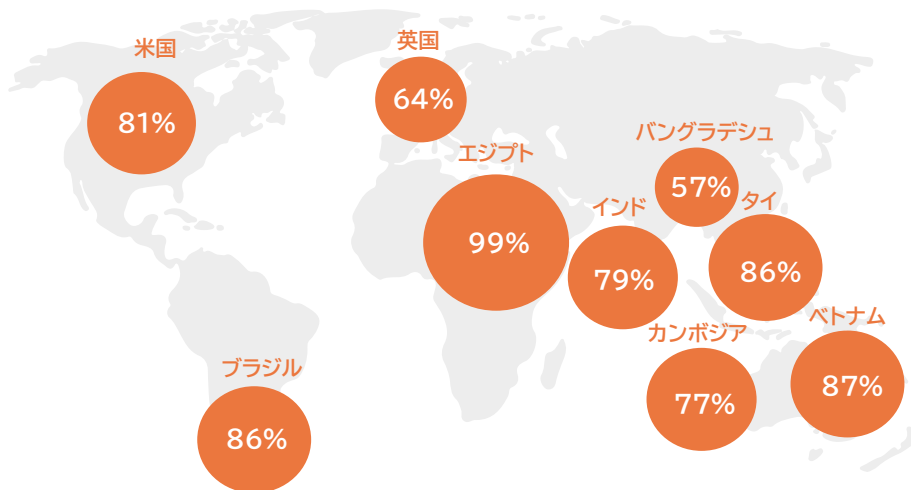 米国
81%
英国
64%
エジプト
99%
バングラデシュ
57%
インド
79%
タイ
86%
カンボジア
77%
ベトナム
87%
ブラジル
86%